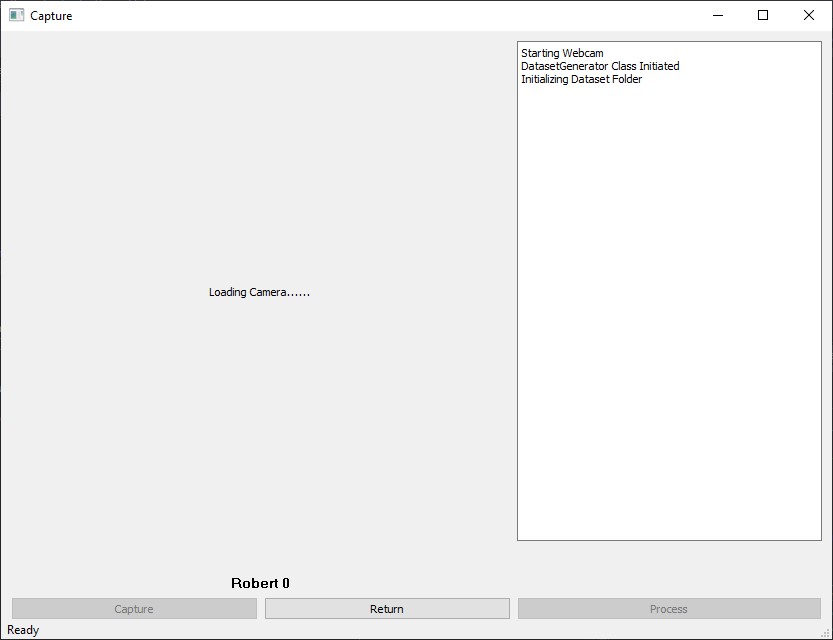 Capture
Starting Webcam
DatasetGenerator Class Initiated
Initializing Dataset Folder
Loading Camera......
Robert 0
Capture
Return
Process
Ready